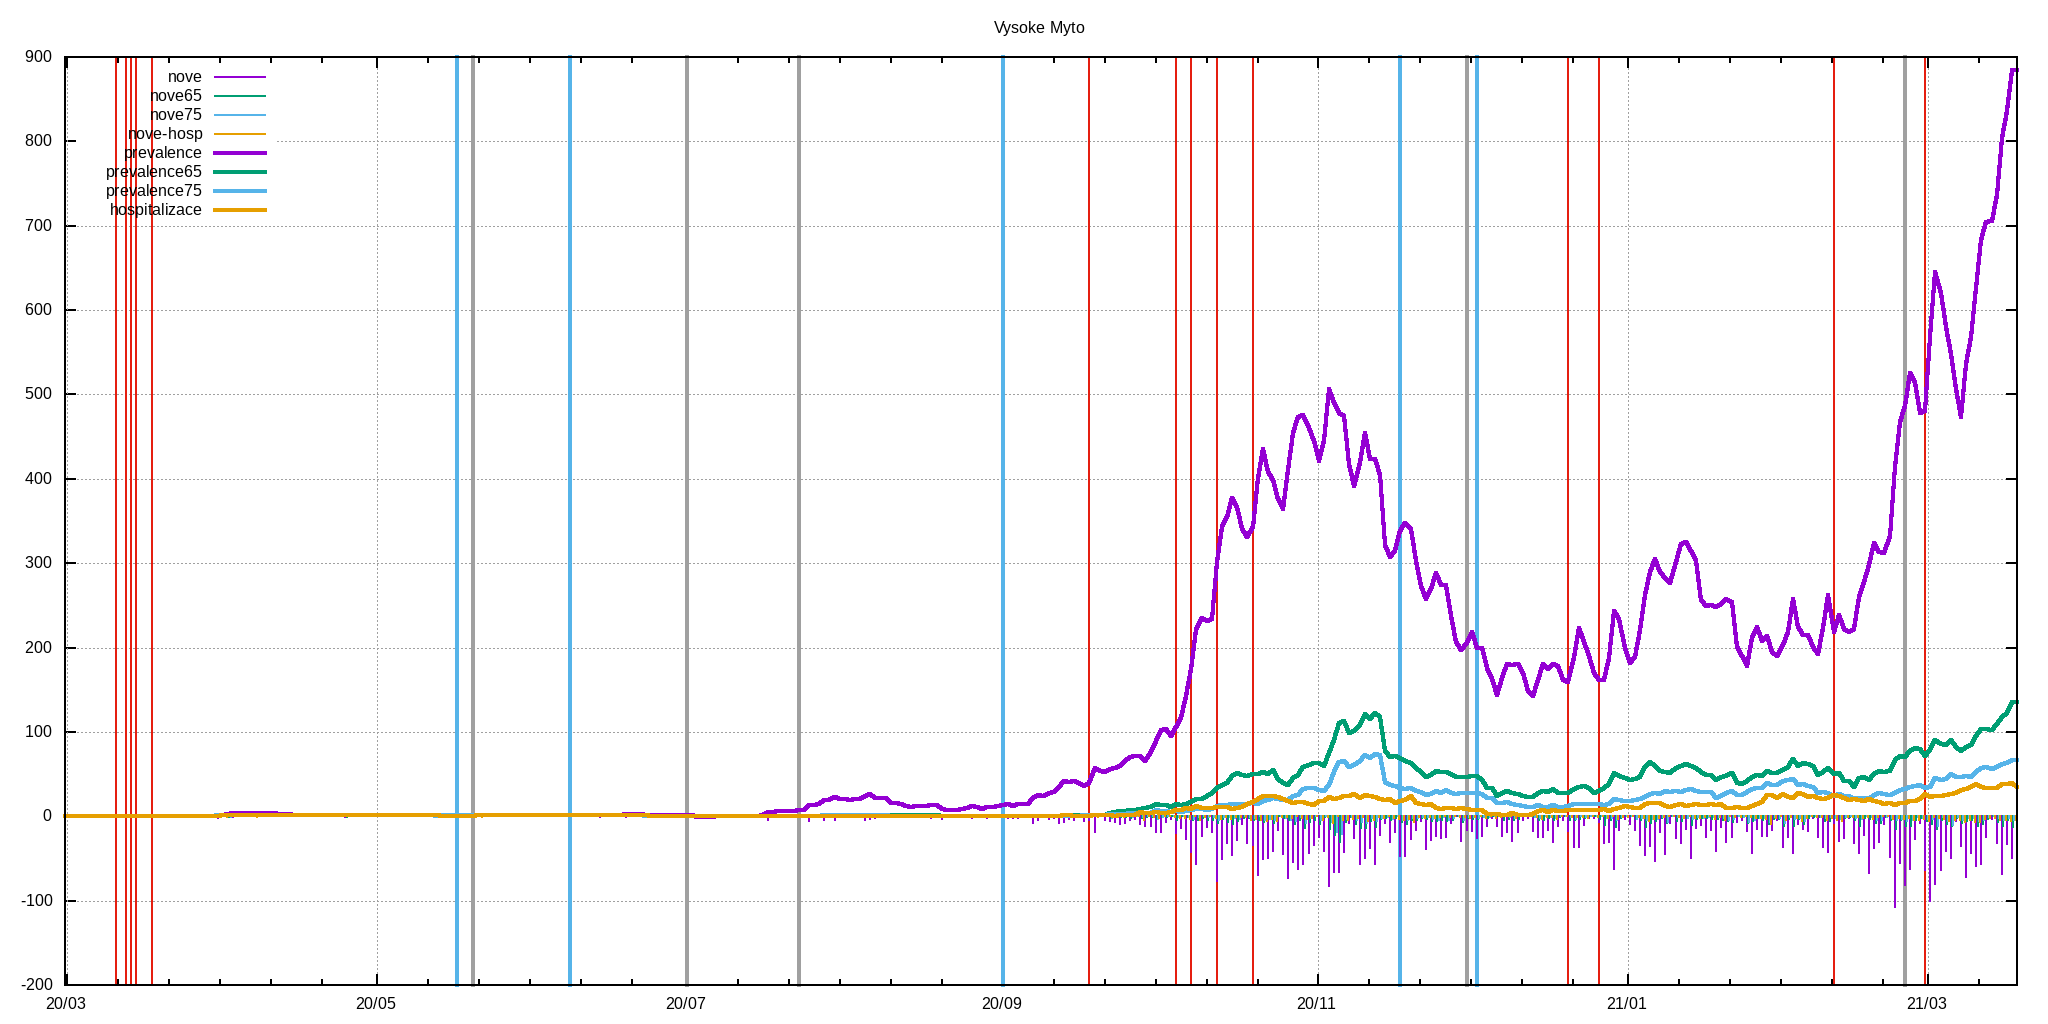 Vysoke Myto
900
800
700
600
500
400
300
200
100
0
-100
-200
nove
nove65
nove75
nove-hosp
prevalence
prevalence65
prevalence75
hospitalizace
20/03 20/05 20/07 20/09 20/11 21/01 21/03